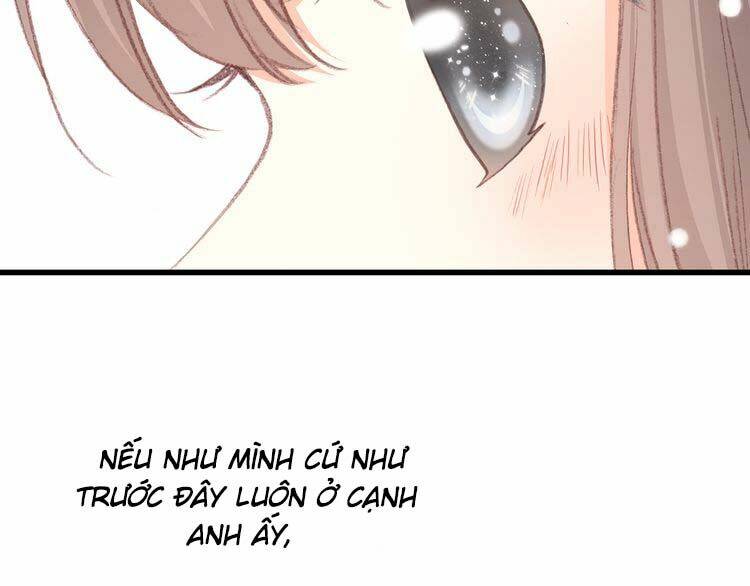 NẾU NHƯ MÌNH CỨ NHƯ
TRƯỚC ĐÂY LUÔN Ở CẠNH
ANH ẤY,